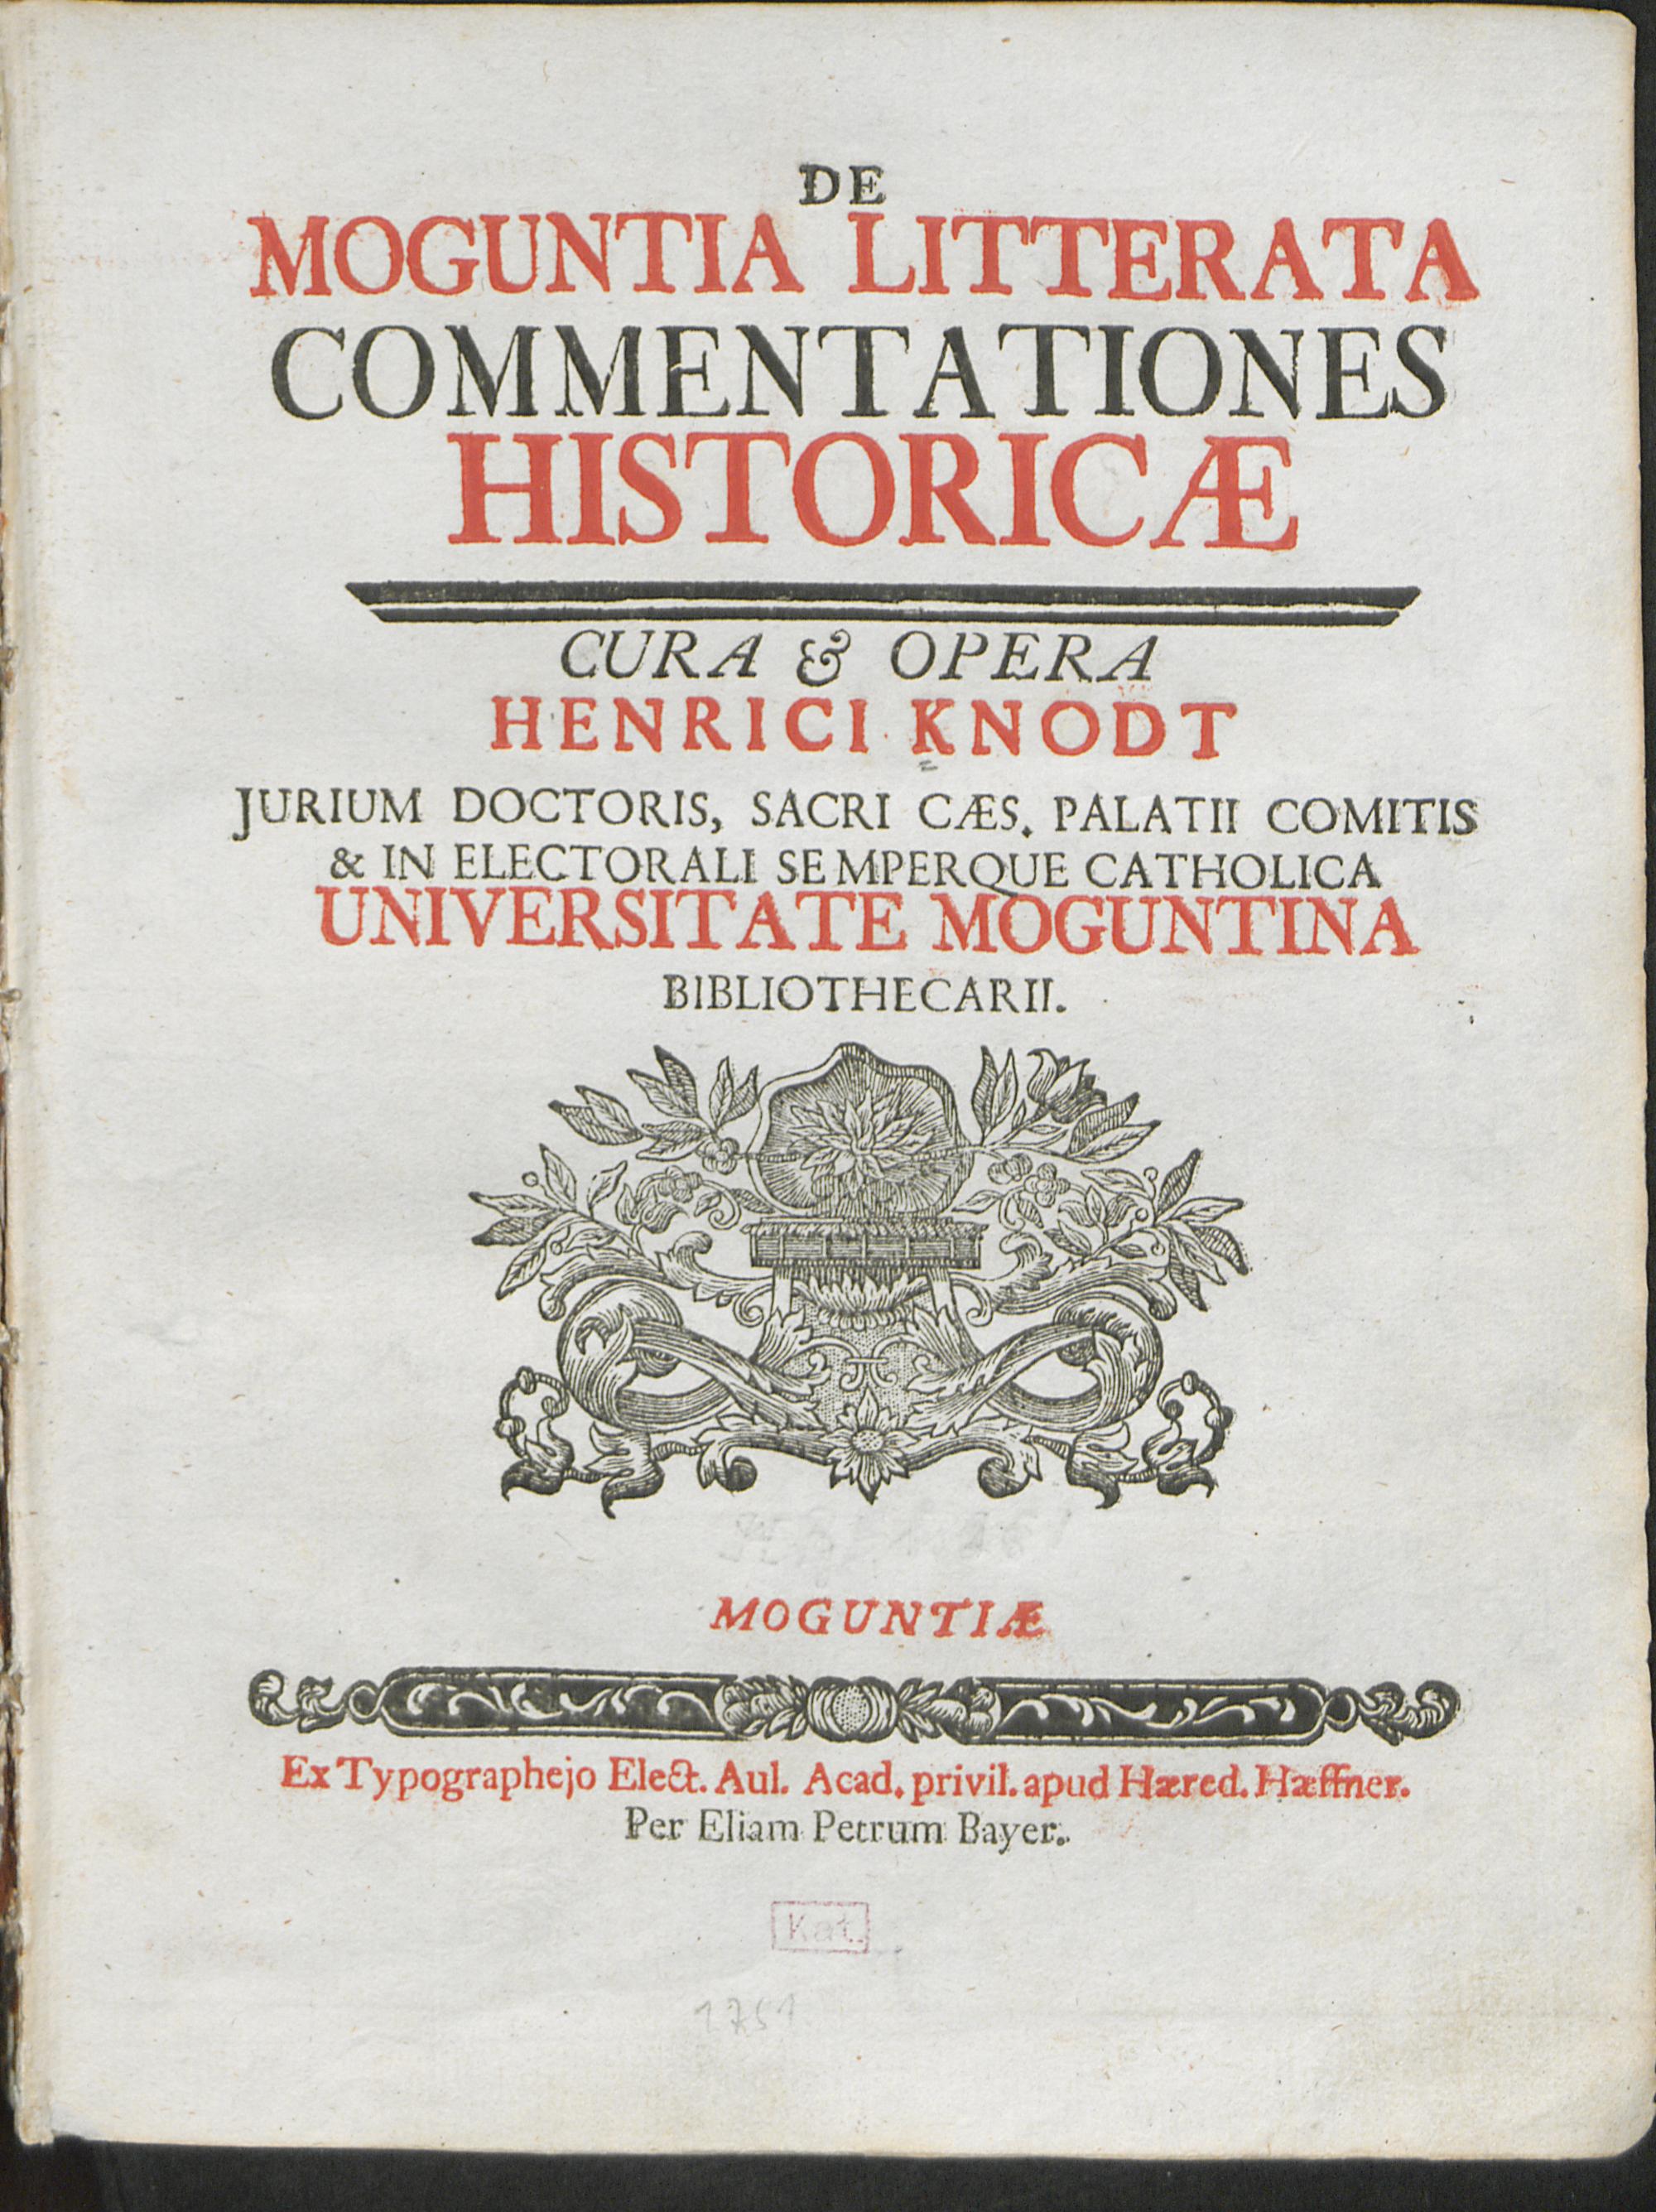 DE
MOGUNTIA LITTERATA
COMMENTATIONES
HISTORICÆ
CURA & OPERA
HENRICI KNODT
JURIUM DOCTORIS, SACRI CÆS. PALATII COMITIS
& IN ELECTORALI SEMPERQUE CATHOLICA
UNIVERSITATE MOGUNTINA
BIBLIOTHECARII.
MOGUNTIÆ
Ex Typographejo Elect. Aul. Acad. privil. apud Hæred. Hæffner.
Per Eliam Petrum Bayer.
Kat.
1751